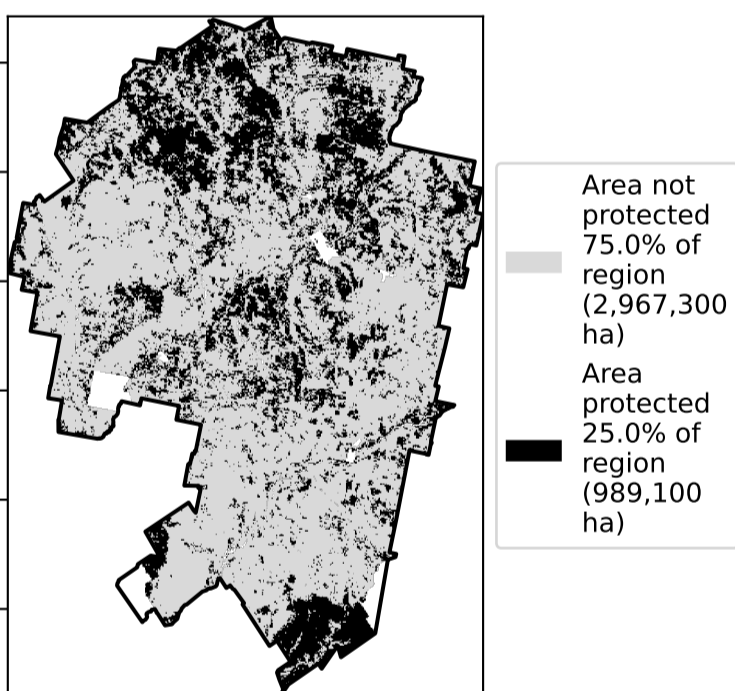 Area not
protected
75.0% of
region
(2,967,300
ha)
Area
protected
25.0% of
region
(989,100
ha)